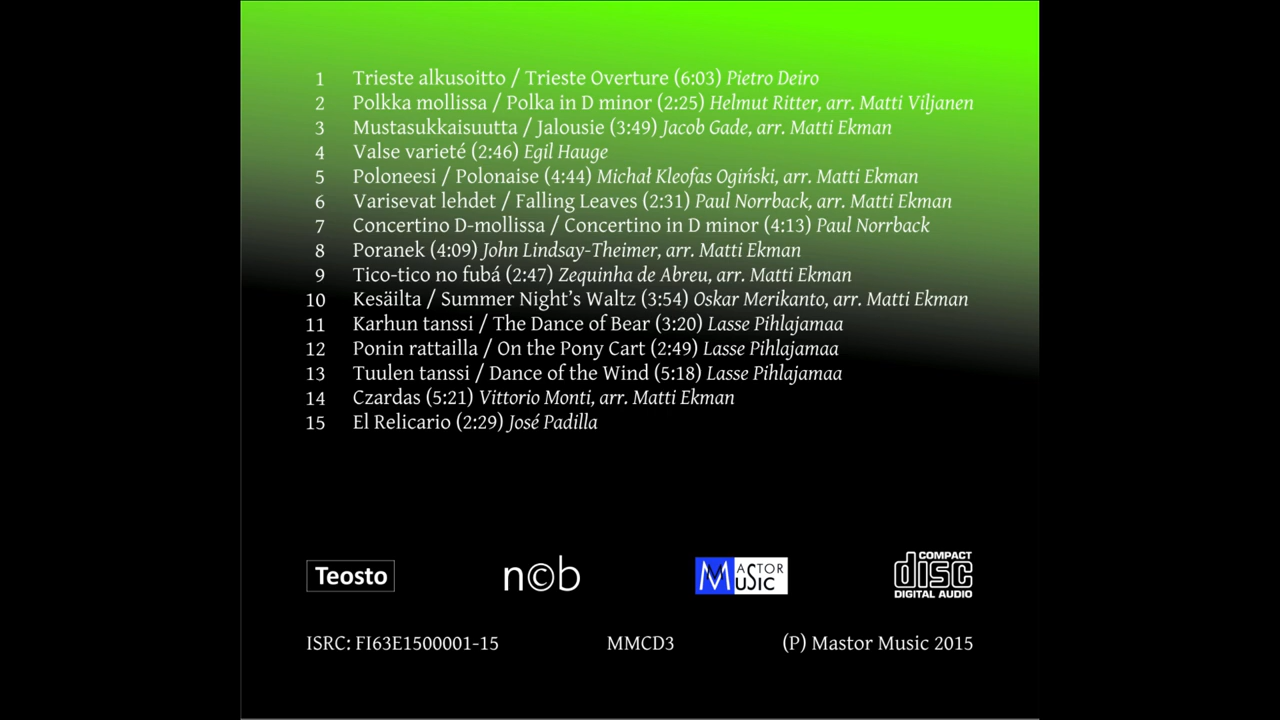 1 Trieste alkusoitto / Trieste Overture (6:03) Pietro Deiro
2 Polkka mollissa / Polka in D minor (2:25) Helmut Ritter, arr. Matti Viljanen
3 Mustasukkaisuutta / Jalousie (3:49) Jacob Gade, arr. Matti Ekman
4 Valse varieté (2:46) Egil Hauge
5 Poloneesi / Polonaise (4:44) Michał Kleofas Ogiński, arr. Matti Ekman
6 Varisevat lehdet / Falling Leaves (2:31) Paul Norrback, arr. Matti Ekman
7 Concertino D-mollissa / Concertino in D minor (4:13) Paul Norrback
8 Poranek (4:09) John Lindsay-Theimer, arr. Matti Ekman
9 Tico-tico no fubá (2:47) Zequinha de Abreu, arr. Matti Ekman
10 Kesäilta / Summer Night's Waltz (3:54) Oskar Merikanto, arr. Matti Ekman
11 Karhun tanssi / The Dance of Bear (3:20) Lasse Pihlajamaa
12 Ponin rattailla / On the Pony Cart (2:49) Lasse Pihlajamaa
13 Tuulen tanssi / Dance of the Wind (5:18) Lasse Pihlajamaa
14 Czardas (5:21) Vittorio Monti, arr. Matti Ekman
15 El Relicario (2:29) José Padilla
Teosto
n©b
MASTOR MUSIC
COMPACT
disc
DIGITAL AUDIO
ISRC: FI63E1500001-15 MMCD3 (P) Mastor Music 2015